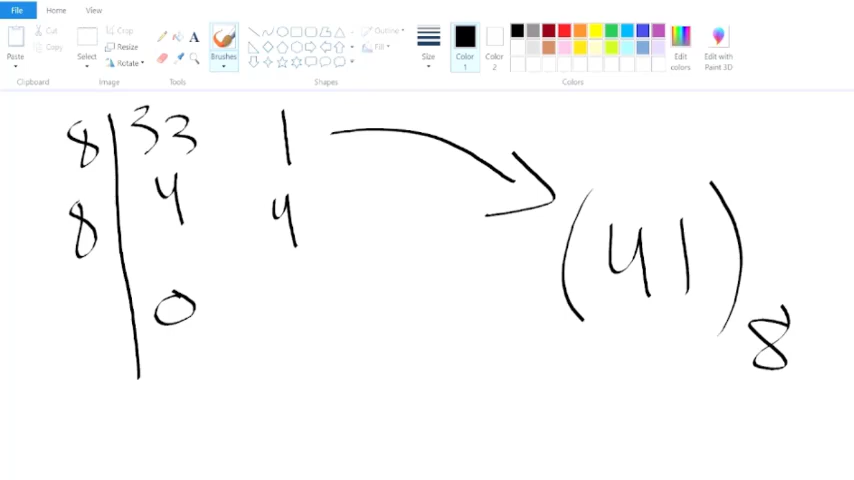 File Home View
Paste
Cut
Copy
Clipboard
Select
Crop
Resize
Rotate
Image
A
Tools
Brushes
Outline
Fill
Shapes
Size
Color 1
Color 2
Edit colors
Colors
Edit with Paint 3D
8 33 1
8 4 4
0
(41)8